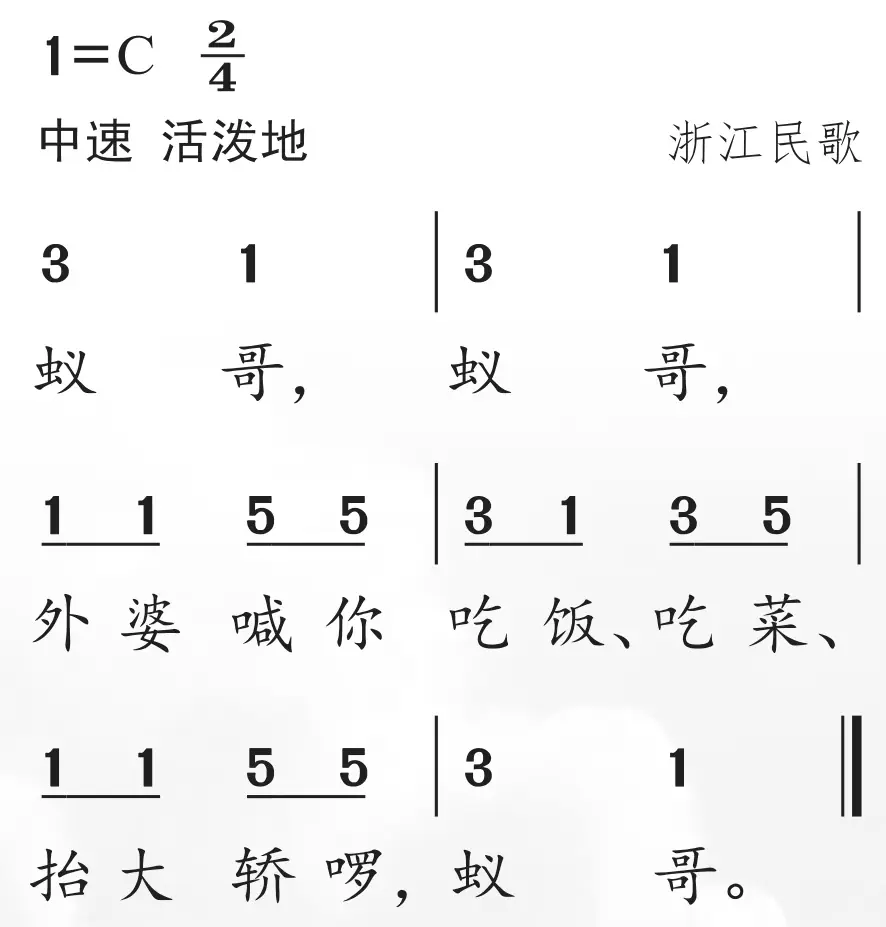 1=C 2/4
中速 活泼地 浙江民歌
3 1 | 3 1 |
蚁 哥， 蚁 哥，
1 1 5 5 | 3 1 3 5 |
外 婆 喊 你 吃 饭、吃 菜、
1 1 5 5 | 3 1 ‖
抬 大 轿 啰，蚁 哥。